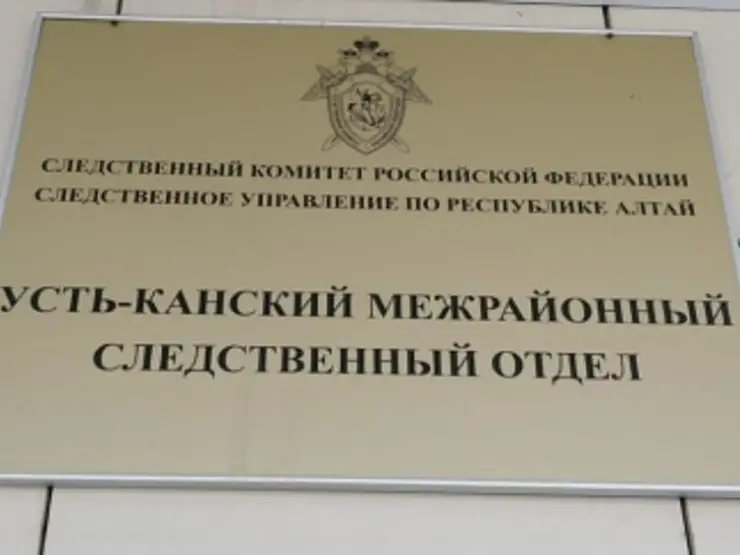 СЛЕДСТВЕННЫЙ КОМИТЕТ РОССИЙСКОЙ ФЕДЕРАЦИИ
СЛЕДСТВЕННОЕ УПРАВЛЕНИЕ ПО РЕСПУБЛИКЕ АЛТАЙ
УСТЬ-КАНСКИЙ МЕЖРАЙОННЫЙ
СЛЕДСТВЕННЫЙ ОТДЕЛ